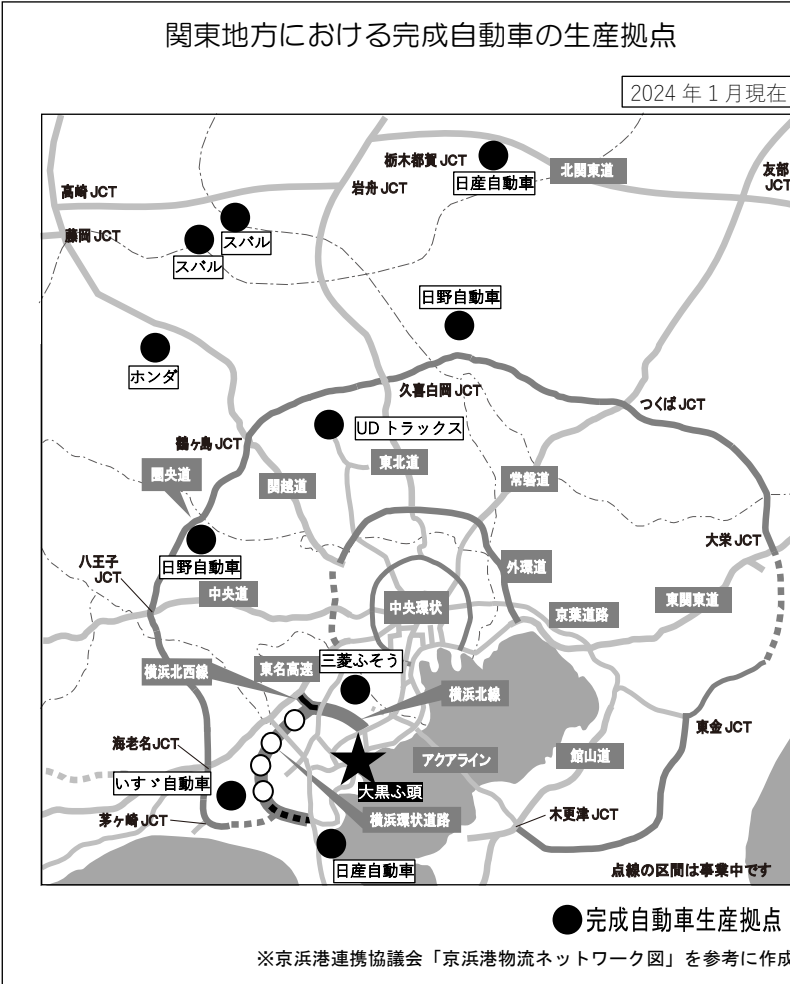 関東地方における完成自動車の生産拠点
2024 年 1 月現在
栃木都賀 JCT
日産自動車
北関東道
友部
JCT
高崎 JCT
岩舟 JCT
藤岡 JCT
スバル
スバル
日野自動車
ホンダ
久喜白岡 JCT
つくば JCT
UD トラックス
鶴ヶ島 JCT
東北道
圏央道
関越道
常磐道
大栄 JCT
八王子
JCT
日野自動車
外環道
中央道
中央環状
東関東道
京葉道路
三菱ふそう
横浜北西線
東名高速
横浜北線
東金 JCT
海老名 JCT
アクアライン
館山道
いすゞ自動車
大黒ふ頭
茅ヶ崎 JCT
横浜環状道路
木更津 JCT
日産自動車
点線の区間は事業中です
完成自動車生産拠点
※京浜港連携協議会「京浜港物流ネットワーク図」を参考に作成